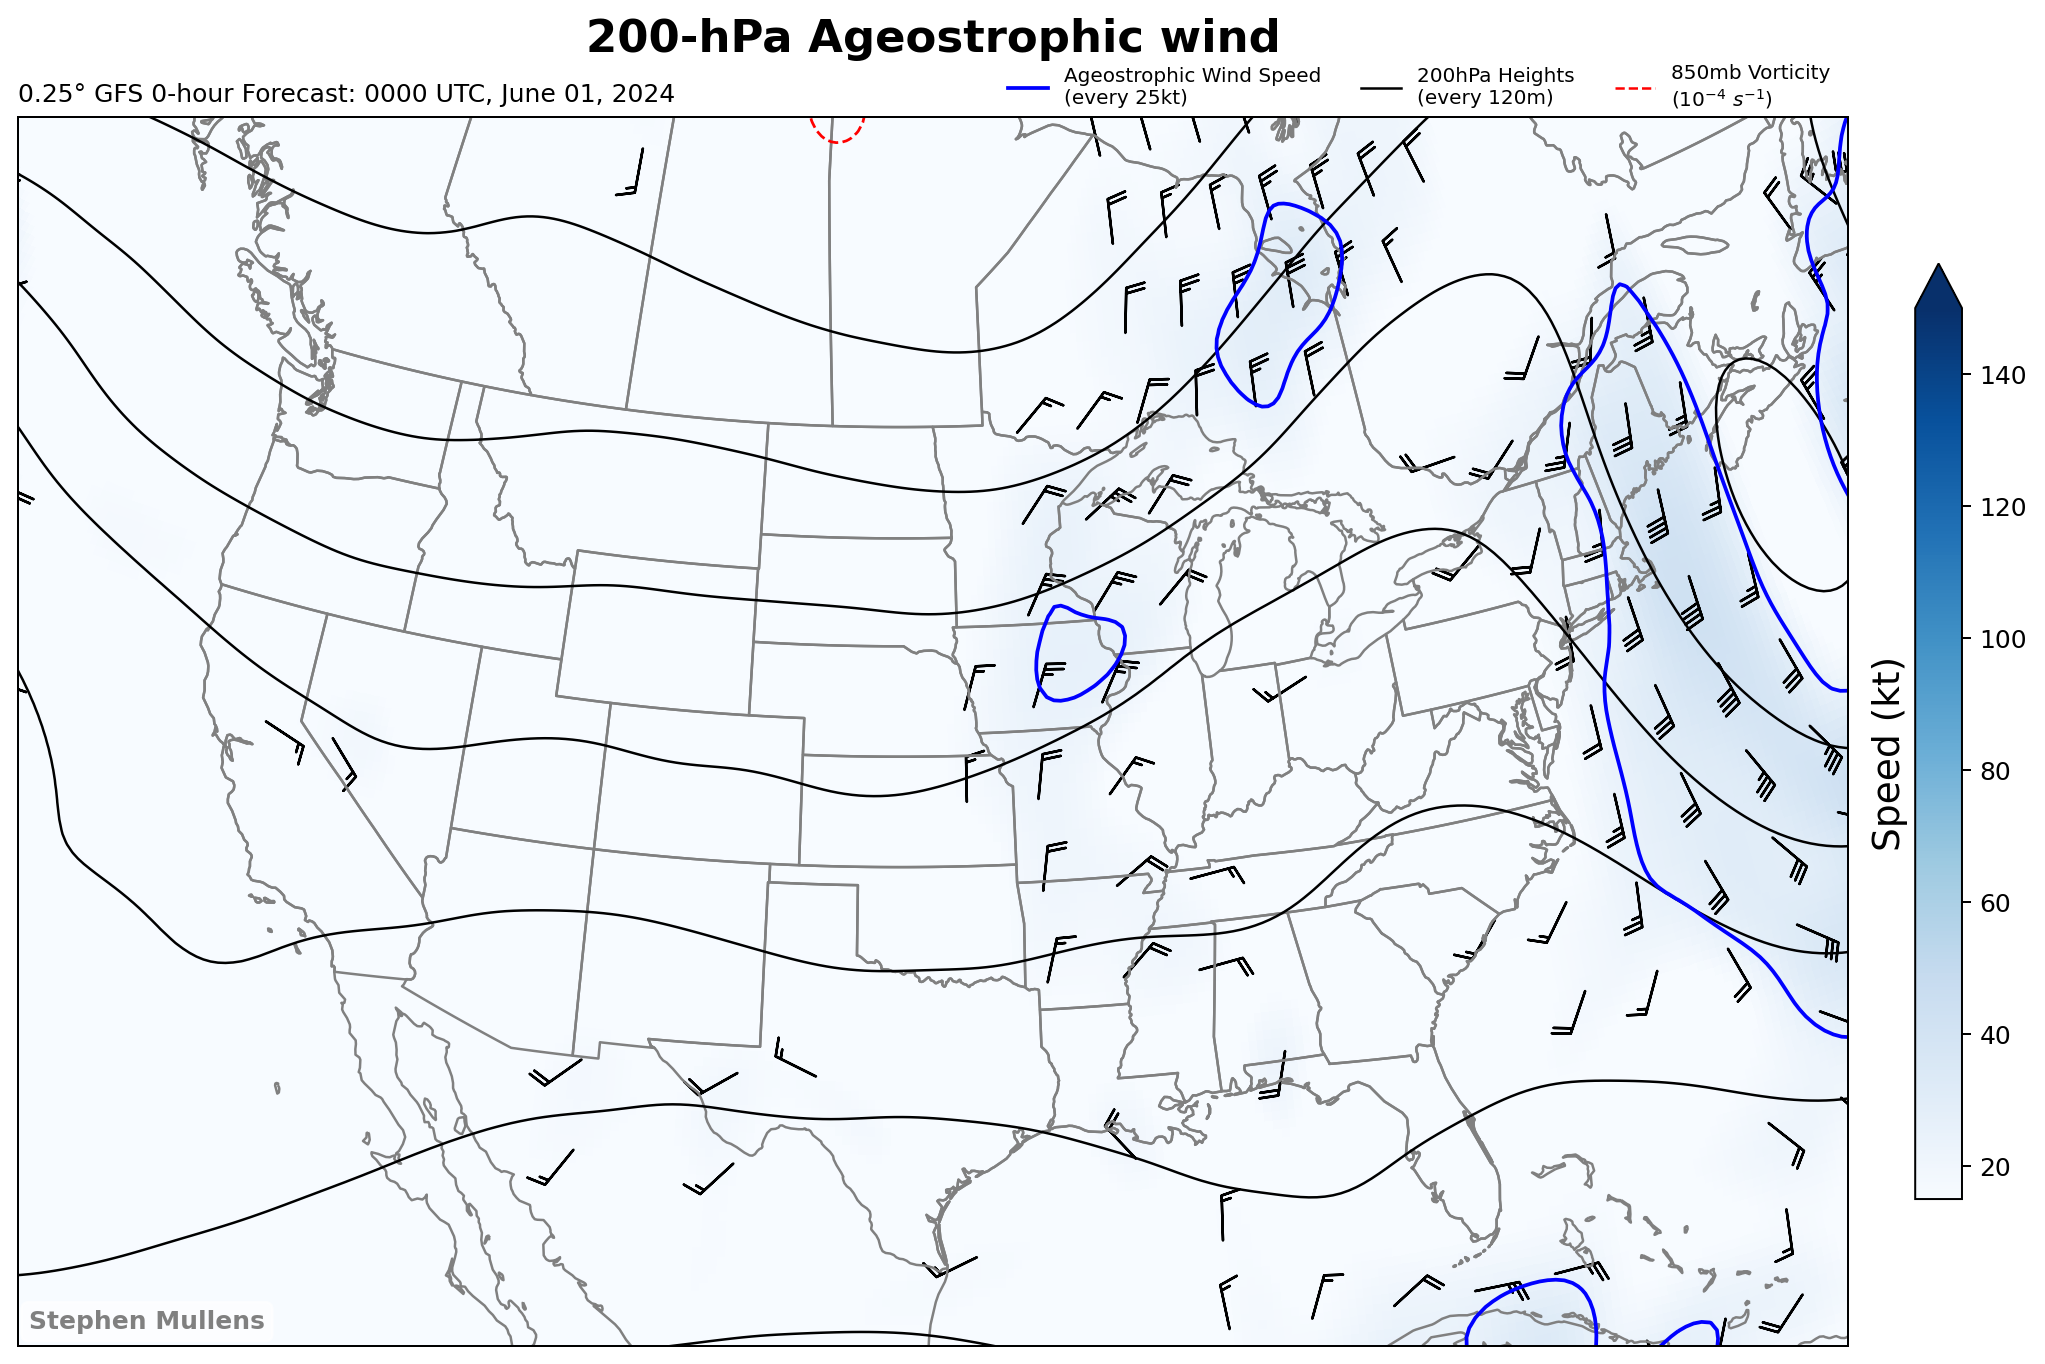 200-hPa Ageostrophic wind
0.25° GFS 0-hour Forecast: 0000 UTC, June 01, 2024
Ageostrophic Wind Speed
(every 25kt)
200hPa Heights
(every 120m)
850mb Vorticity
(10⁻⁴ s⁻¹)
140
120
100
80
60
40
20
Speed (kt)
Stephen Mullens